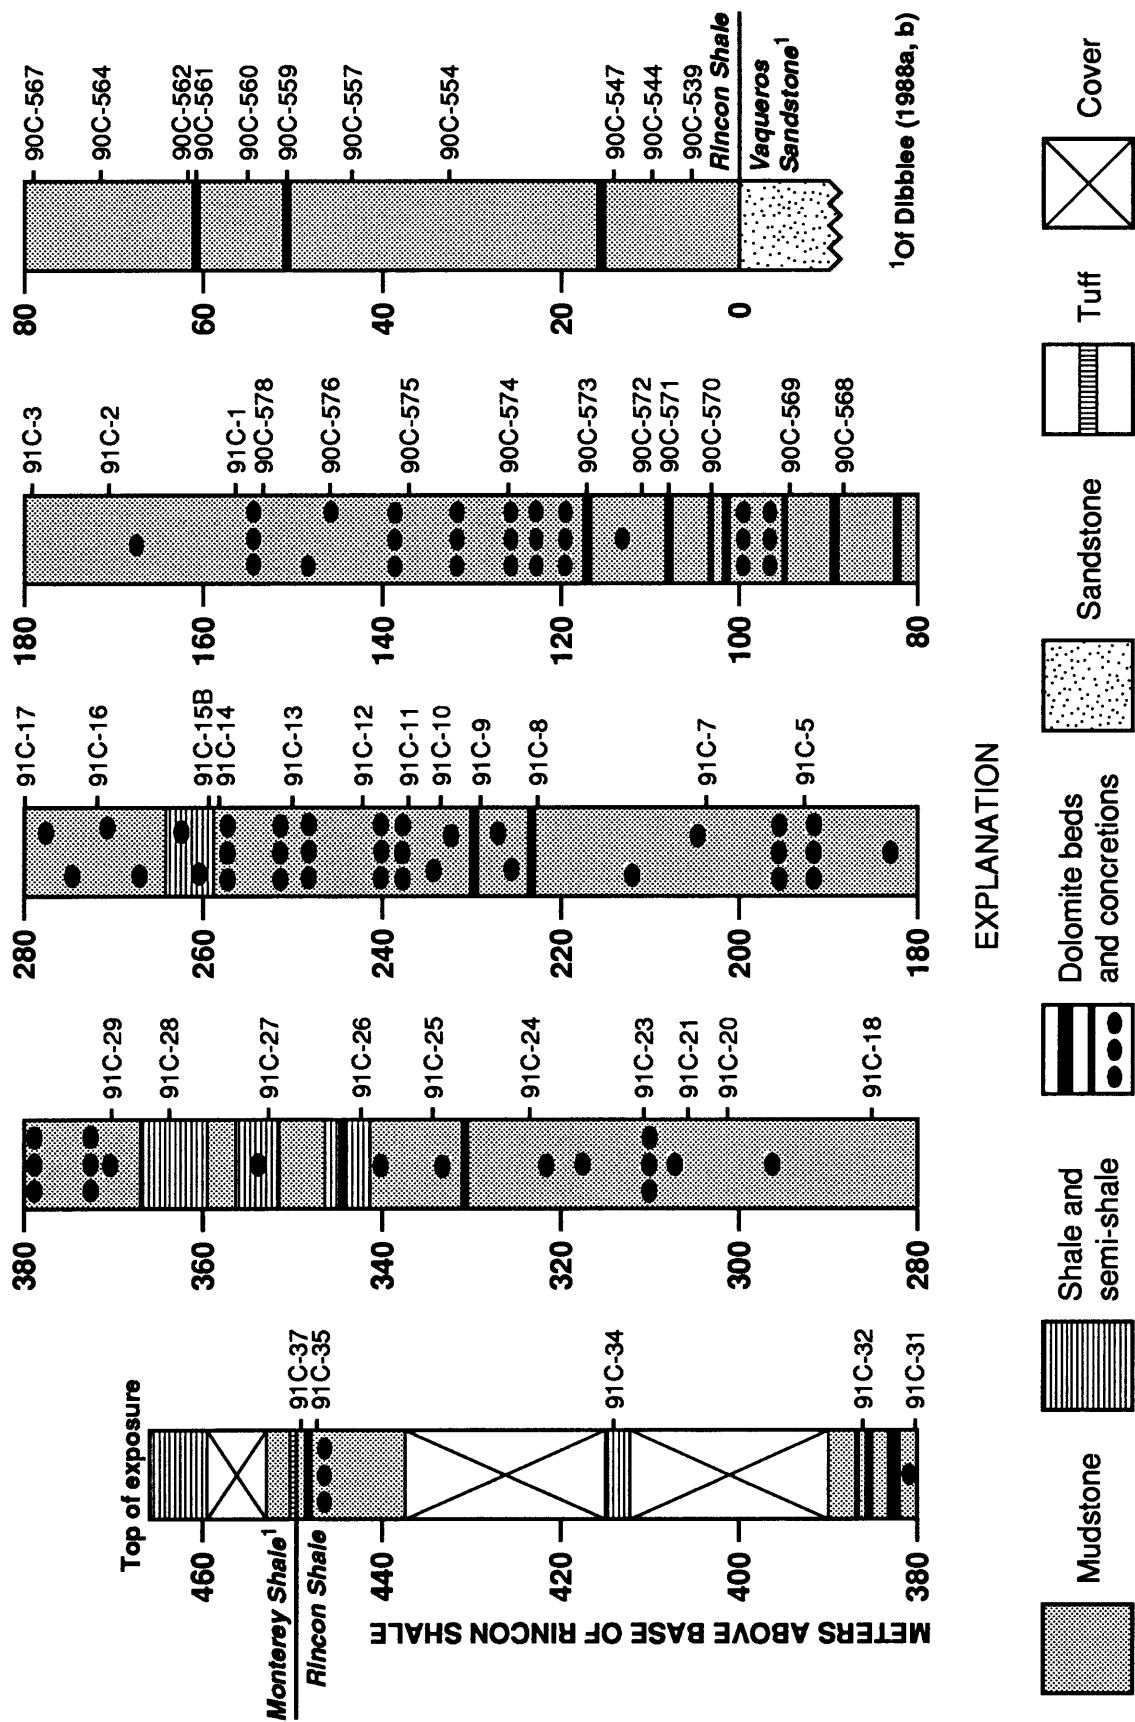 Top of exposure
460
440
420
400
380
METERS ABOVE BASE OF RINCON SHALE
Monterey Shale¹
Rincon Shale
91C-37
91C-35
91C-34
91C-32
91C-31
380
360
340
320
300
280
91C-29
91C-28
91C-27
91C-26
91C-25
91C-24
91C-23
91C-21
91C-20
91C-18
280
260
240
220
200
180
91C-17
91C-16
91C-15B
91C-14
91C-13
91C-12
91C-11
91C-10
91C-9
91C-8
91C-7
91C-5
180
160
140
120
100
80
91C-3
91C-2
91C-1
90C-578
90C-576
90C-575
90C-574
90C-573
90C-572
90C-571
90C-570
90C-569
90C-568
80
60
40
20
0
90C-567
90C-564
90C-562
90C-561
90C-560
90C-559
90C-557
90C-554
90C-547
90C-544
90C-539
Rincon Shale
Vaqueros
Sandstone¹
¹Of Dibblee (1988a, b)
EXPLANATION
Mudstone
Shale and
semi-shale
Dolomite beds
and concretions
Sandstone
Tuff
Cover